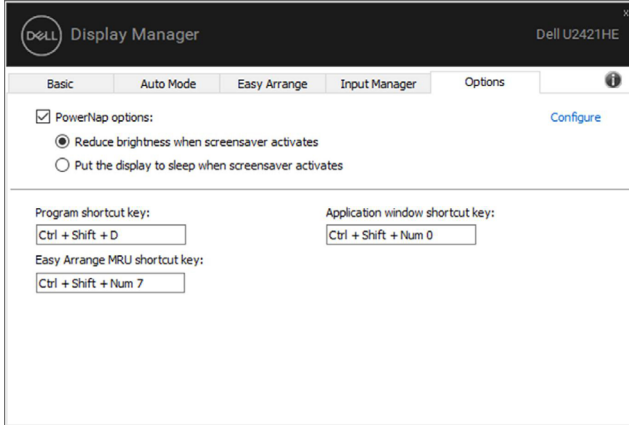 DELL Display Manager
Dell U2421HE
x
Basic Auto Mode Easy Arrange Input Manager Options i
PowerNap options: Configure
Reduce brightness when screensaver activates
Put the display to sleep when screensaver activates
Program shortcut key: Application window shortcut key:
Ctrl + Shift + D Ctrl + Shift + Num 0
Easy Arrange MRU shortcut key:
Ctrl + Shift + Num 7